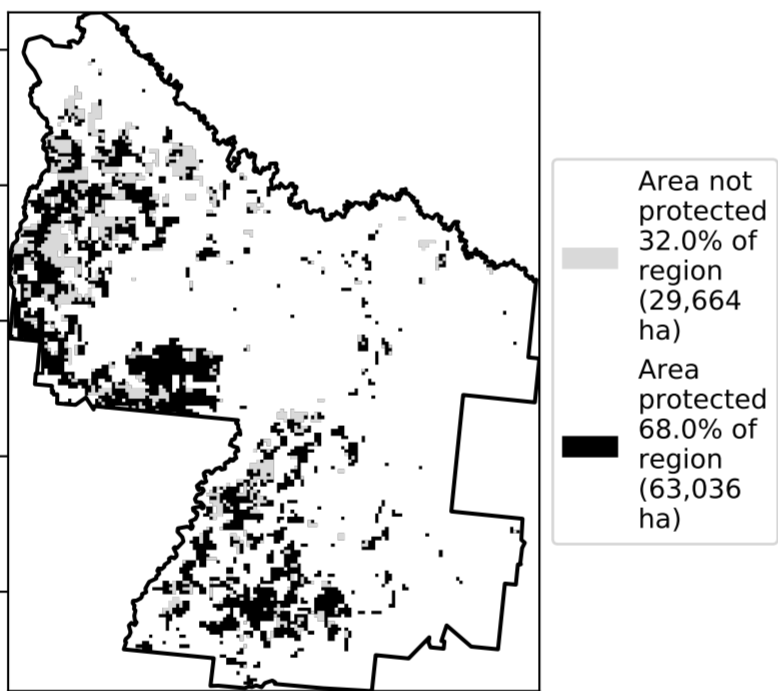 Area not
protected
32.0% of
region
(29,664
ha)
Area
protected
68.0% of
region
(63,036
ha)